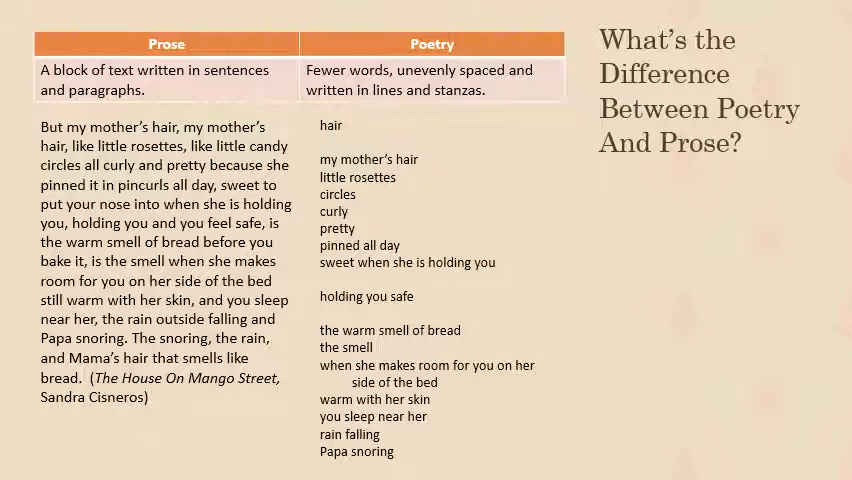 Prose
Poetry
A block of text written in sentences
and paragraphs.
Fewer words, unevenly spaced and
written in lines and stanzas.
But my mother’s hair, my mother’s
hair, like little rosettes, like little candy
circles all curly and pretty because she
pinned it in pincurls all day, sweet to
put your nose into when she is holding
you, holding you and you feel safe, is
the warm smell of bread before you
bake it, is the smell when she makes
room for you on her side of the bed
still warm with her skin, and you sleep
near her, the rain outside falling and
Papa snoring. The snoring, the rain,
and Mama’s hair that smells like
bread. (The House On Mango Street,
Sandra Cisneros)
hair
my mother’s hair
little rosettes
circles
curly
pretty
pinned all day
sweet when she is holding you
holding you safe
the warm smell of bread
the smell
when she makes room for you on her
side of the bed
warm with her skin
you sleep near her
rain falling
Papa snoring
What’s the
Difference
Between Poetry
And Prose?